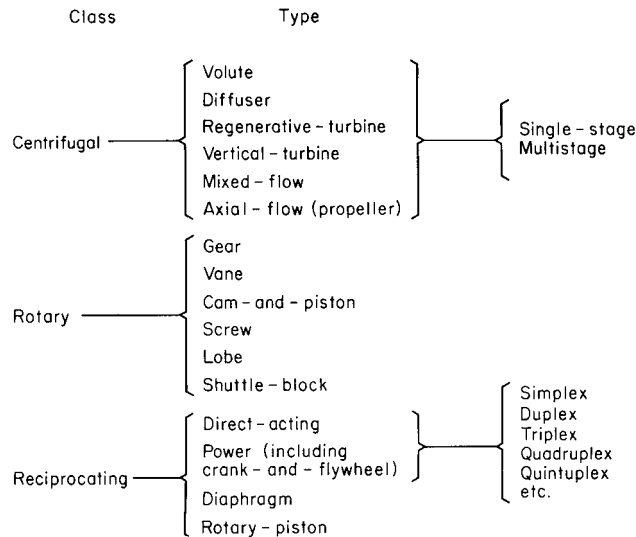 Class Type
Volute
Diffuser
Regenerative-turbine
Centrifugal
Vertical-turbine
Mixed-flow
Axial-flow (propeller)
Single-stage
Multistage
Gear
Vane
Cam-and-piston
Rotary
Screw
Lobe
Shuttle-block
Direct-acting
Power (including
crank-and-flywheel)
Reciprocating
Diaphragm
Rotary-piston
Simplex
Duplex
Triplex
Quadruplex
Quintuplex
etc.